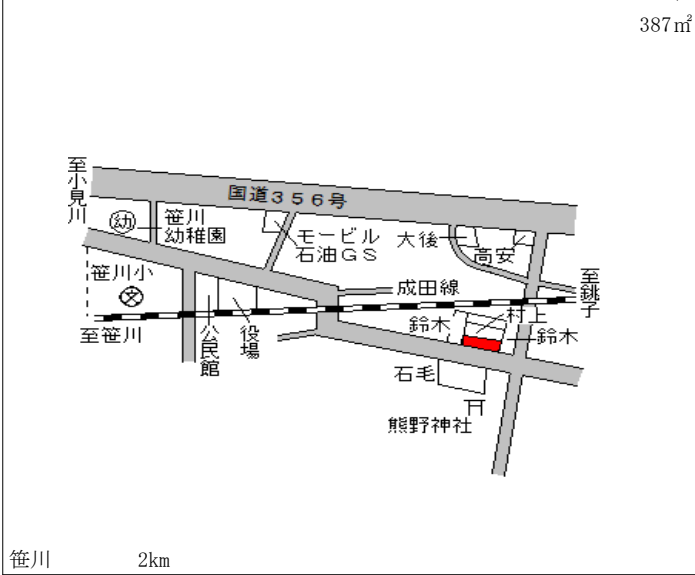 387㎡
至小見川
国道３５６号
幼
笹川
幼稚園
モービル
石油ＧＳ
大後
高安
至銚子
笹川小
文
成田線
至笹川
公民館
役場
鈴木
村上
鈴木
石毛
熊野神社
笹川 2km